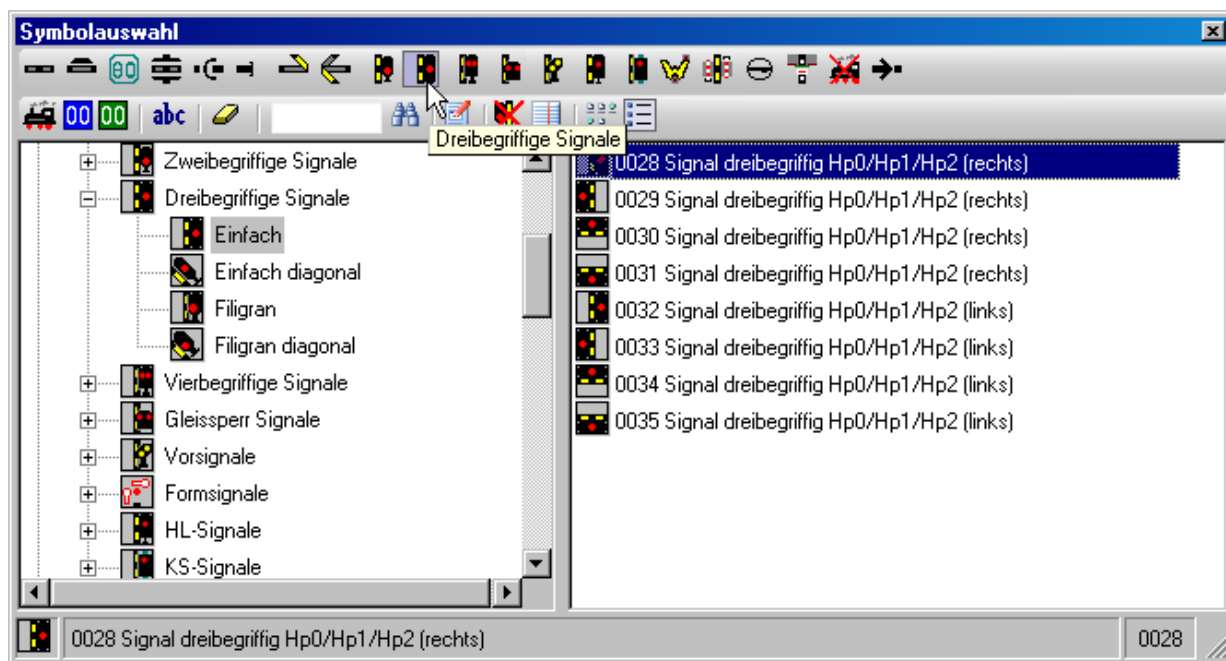 Symbolauswahl
00 00 abc
Dreibegriffige Signale
Zweibegriffige Signale
Dreibegriffige Signale
Einfach
Einfach diagonal
Filigran
Filigran diagonal
Vierbegriffige Signale
Gleissperr Signale
Vorsignale
Formsignale
HL-Signale
KS-Signale
0028 Signal dreibegriffig Hp0/Hp1/Hp2 (rechts)
0029 Signal dreibegriffig Hp0/Hp1/Hp2 (rechts)
0030 Signal dreibegriffig Hp0/Hp1/Hp2 (rechts)
0031 Signal dreibegriffig Hp0/Hp1/Hp2 (rechts)
0032 Signal dreibegriffig Hp0/Hp1/Hp2 (links)
0033 Signal dreibegriffig Hp0/Hp1/Hp2 (links)
0034 Signal dreibegriffig Hp0/Hp1/Hp2 (links)
0035 Signal dreibegriffig Hp0/Hp1/Hp2 (links)
0028 Signal dreibegriffig Hp0/Hp1/Hp2 (rechts) 0028